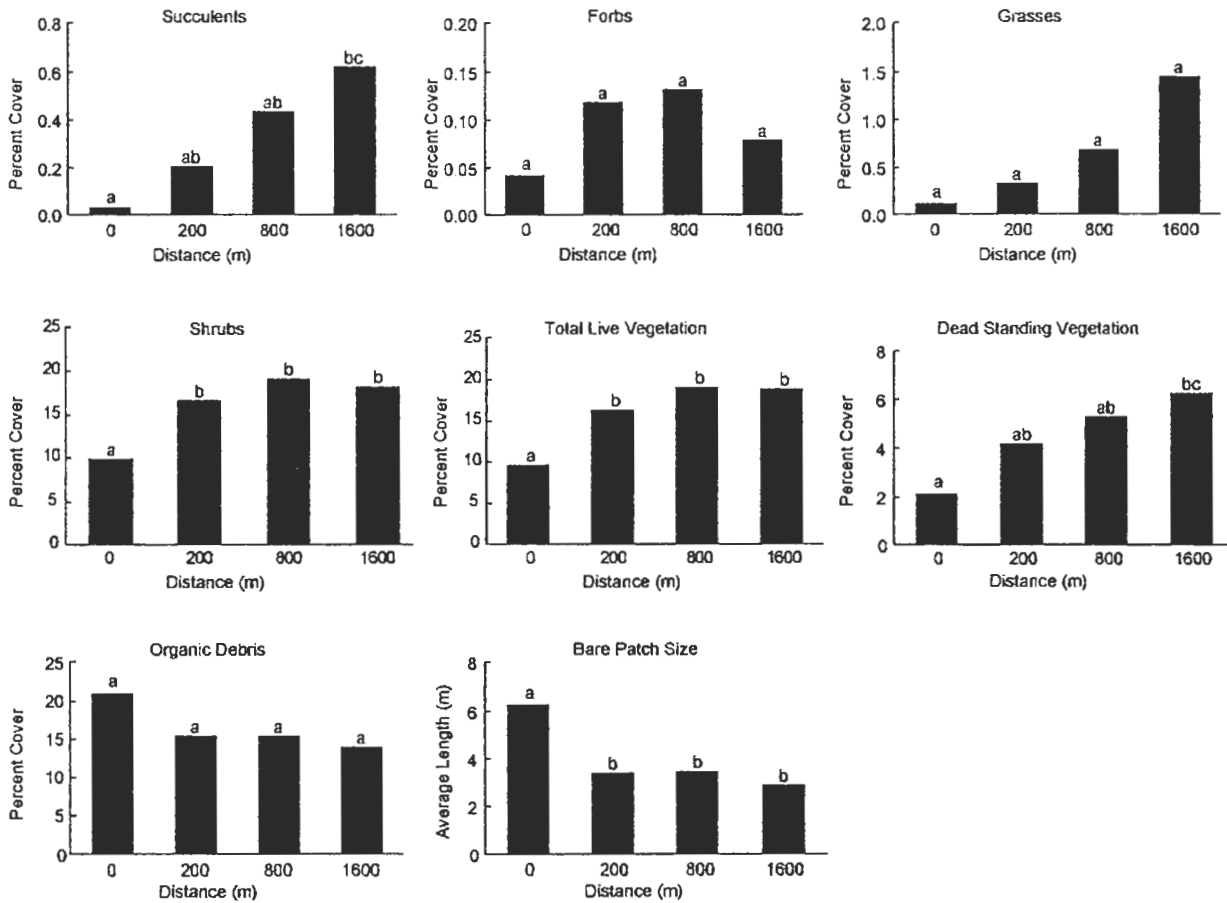 Succulents
Percent Cover
0.8
0.6
0.4
0.2
0.0
a
ab
ab
bc
0 200 800 1600
Distance (m)
Forbs
Percent Cover
0.20
0.15
0.10
0.05
0.00
a
a
a
a
0 200 800 1600
Distance (m)
Grasses
Percent Cover
2.0
1.5
1.0
0.5
0.0
a
a
a
a
0 200 800 1600
Distance (m)
Shrubs
Percent Cover
25
20
15
10
5
0
a
b
b
b
0 200 800 1600
Distance (m)
Total Live Vegetation
Percent Cover
25
20
15
10
5
0
a
b
b
b
0 200 800 1600
Distance (m)
Dead Standing Vegetation
Percent Cover
8
6
4
2
0
a
ab
ab
bc
0 200 800 1600
Distance (m)
Organic Debris
Percent Cover
25
20
15
10
5
0
a
a
a
a
0 200 800 1600
Distance (m)
Bare Patch Size
Average Length (m)
8
6
4
2
0
a
b
b
b
0 200 800 1600
Distance (m)